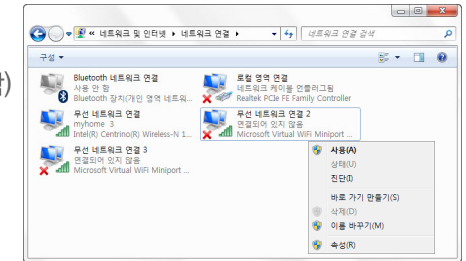 네트워크 및 인터넷 ▸ 네트워크 연결 ▸
네트워크 연결 검색
구성 ▼
Bluetooth 네트워크 연결
사용 안 함
Bluetooth 장치(개인 영역 네트워...
로컬 영역 연결
네트워크 케이블 언플러그됨
Realtek PCIe FE Family Controller
무선 네트워크 연결
myhome 3
Intel(R) Centrino(R) Wireless-N 1...
무선 네트워크 연결 2
연결되어 있지 않음
Microsoft Virtual WiFi Miniport ...
무선 네트워크 연결 3
연결되어 있지 않음
Microsoft Virtual WiFi Miniport ...
사용(A)
상태(U)
진단(I)
바로 가기 만들기(S)
삭제(D)
이름 바꾸기(M)
속성(R)